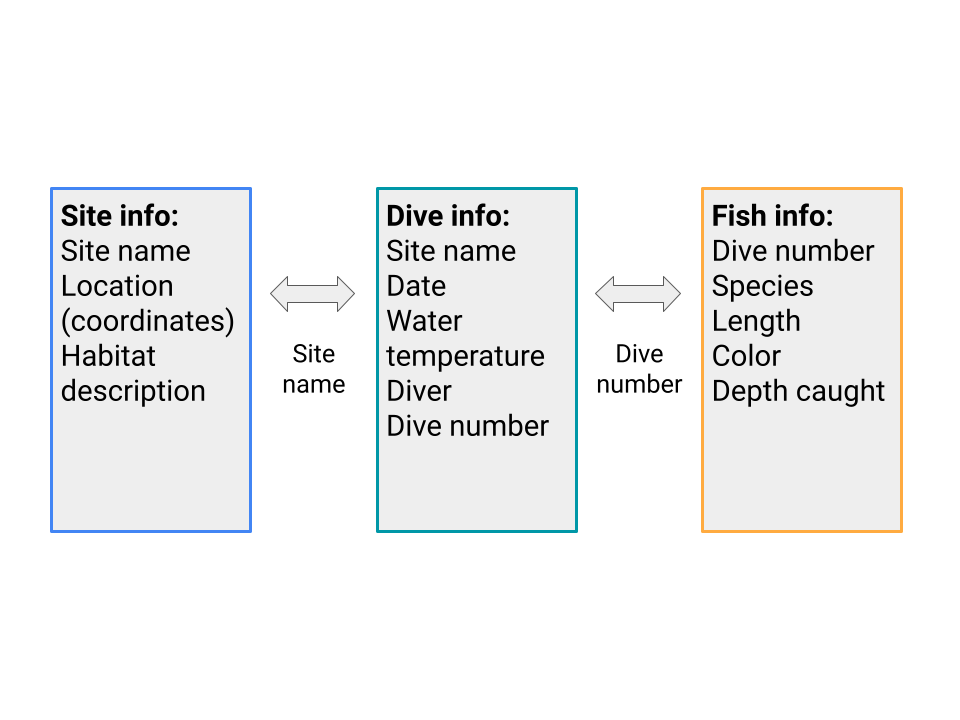 Site info:
Site name
Location
(coordinates)
Habitat
description
Site
name
Dive info:
Site name
Date
Water
temperature
Diver
Dive number
Dive
number
Fish info:
Dive number
Species
Length
Color
Depth caught